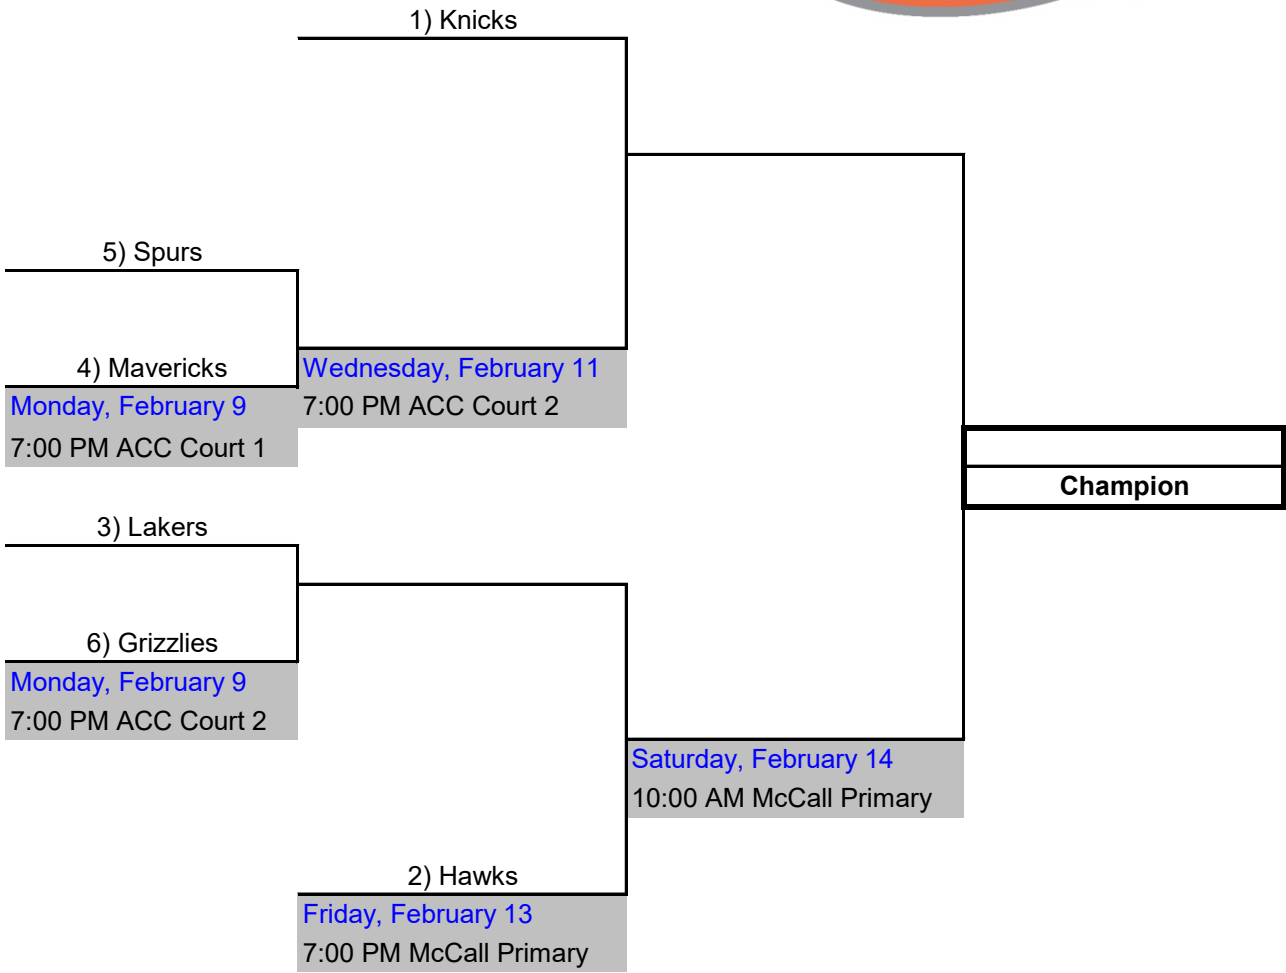 1) Knicks
5) Spurs
4) Mavericks
Monday, February 9
7:00 PM ACC Court 1
Wednesday, February 11
7:00 PM ACC Court 2
Champion
3) Lakers
6) Grizzlies
Monday, February 9
7:00 PM ACC Court 2
Saturday, February 14
10:00 AM McCall Primary
2) Hawks
Friday, February 13
7:00 PM McCall Primary